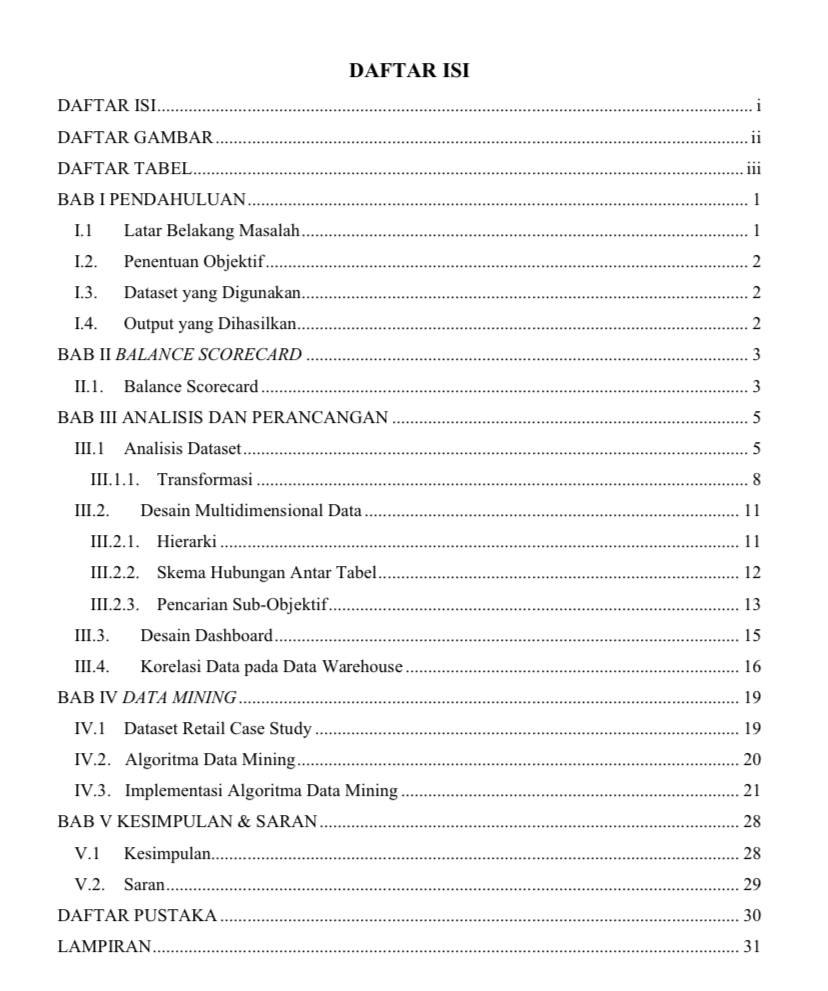 DAFTAR ISI
DAFTAR ISI.......... i
DAFTAR GAMBAR.......... ii
DAFTAR TABEL.......... iii
BAB I PENDAHULUAN.......... 1
I.1 Latar Belakang Masalah.......... 1
I.2. Penentuan Objektif.......... 2
I.3. Dataset yang Digunakan.......... 2
I.4. Output yang Dihasilkan.......... 2
BAB II BALANCE SCORECARD.......... 3
II.1. Balance Scorecard.......... 3
BAB III ANALISIS DAN PERANCANGAN.......... 5
III.1 Analisis Dataset.......... 5
III.1.1. Transformasi.......... 8
III.2. Desain Multidimensional Data.......... 11
III.2.1. Hierarki.......... 11
III.2.2. Skema Hubungan Antar Tabel.......... 12
III.2.3. Pencarian Sub-Objektif.......... 13
III.3. Desain Dashboard.......... 15
III.4. Korelasi Data pada Data Warehouse.......... 16
BAB IV DATA MINING.......... 19
IV.1 Dataset Retail Case Study.......... 19
IV.2. Algoritma Data Mining.......... 20
IV.3. Implementasi Algoritma Data Mining.......... 21
BAB V KESIMPULAN & SARAN.......... 28
V.1 Kesimpulan.......... 28
V.2. Saran.......... 29
DAFTAR PUSTAKA.......... 30
LAMPIRAN.......... 31